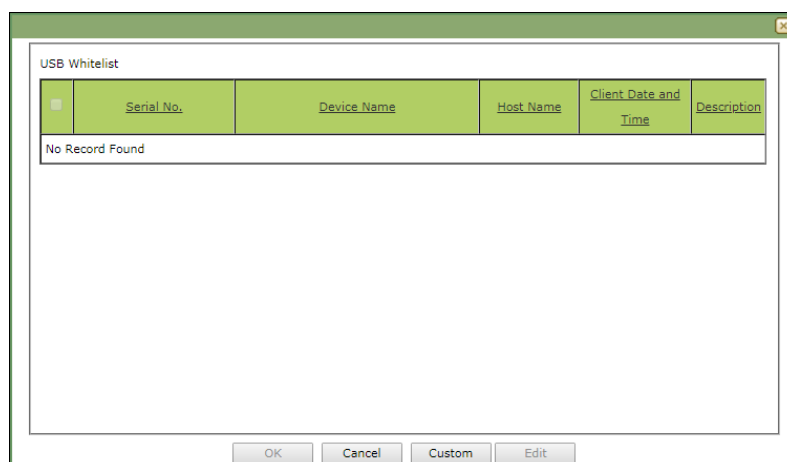 USB Whitelist
Serial No. Device Name Host Name Client Date and Time Description
No Record Found
OK Cancel Custom Edit